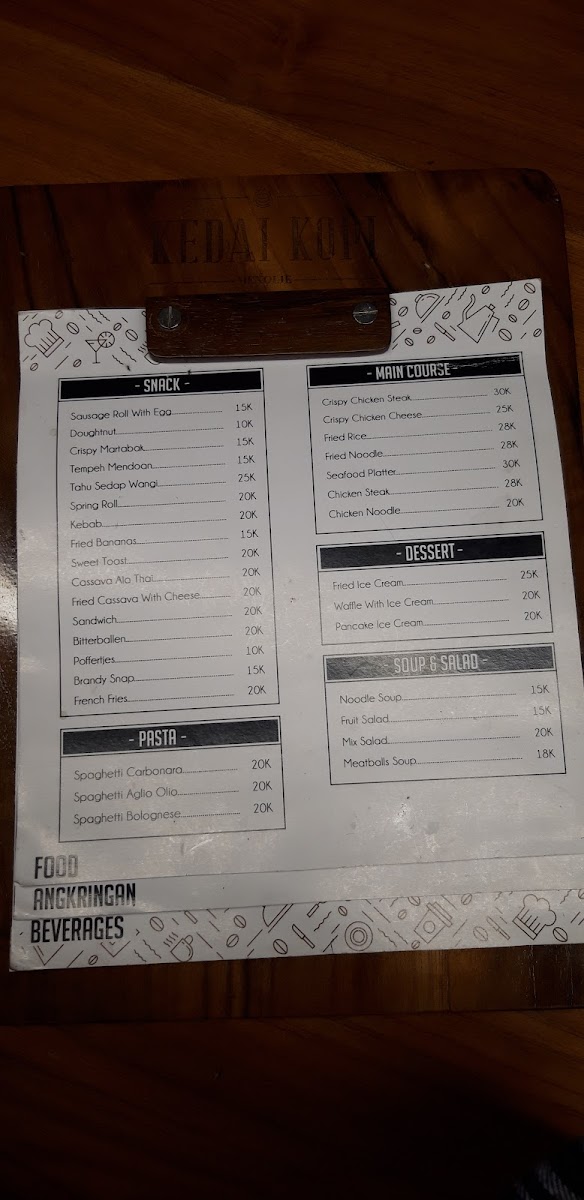 KEDAI KOPI
- SNACK -
Sausage Roll With Egg 15K
Doughtnut 10K
Crispy Martabak 15K
Tempeh Mendoan 15K
Tahu Sedap Wangi 25K
Spring Roll 20K
Kebab 20K
Fried Bananas 15K
Sweet Toast 20K
Cassava Ala Thai 20K
Fried Cassava With Cheese 20K
Sandwich 20K
Bitterballen 20K
Poffertjes 10K
Brandy Snap 15K
French Fries 20K
- PASTA -
Spaghetti Carbonara 20K
Spaghetti Aglio Olio 20K
Spaghetti Bolognese 20K
- MAIN COURSE -
Crispy Chicken Steak 30K
Crispy Chicken Cheese 25K
Fried Rice 28K
Fried Noodle 28K
Seafood Platter 30K
Chicken Steak 28K
Chicken Noodle 20K
- DESSERT -
Fried Ice Cream 25K
Waffle With Ice Cream 20K
Pancake Ice Cream 20K
- SOUP & SALAD -
Noodle Soup 15K
Fruit Salad 15K
Mix Salad 20K
Meatballs Soup 18K
FOOD
ANGKRINGAN
BEVERAGES